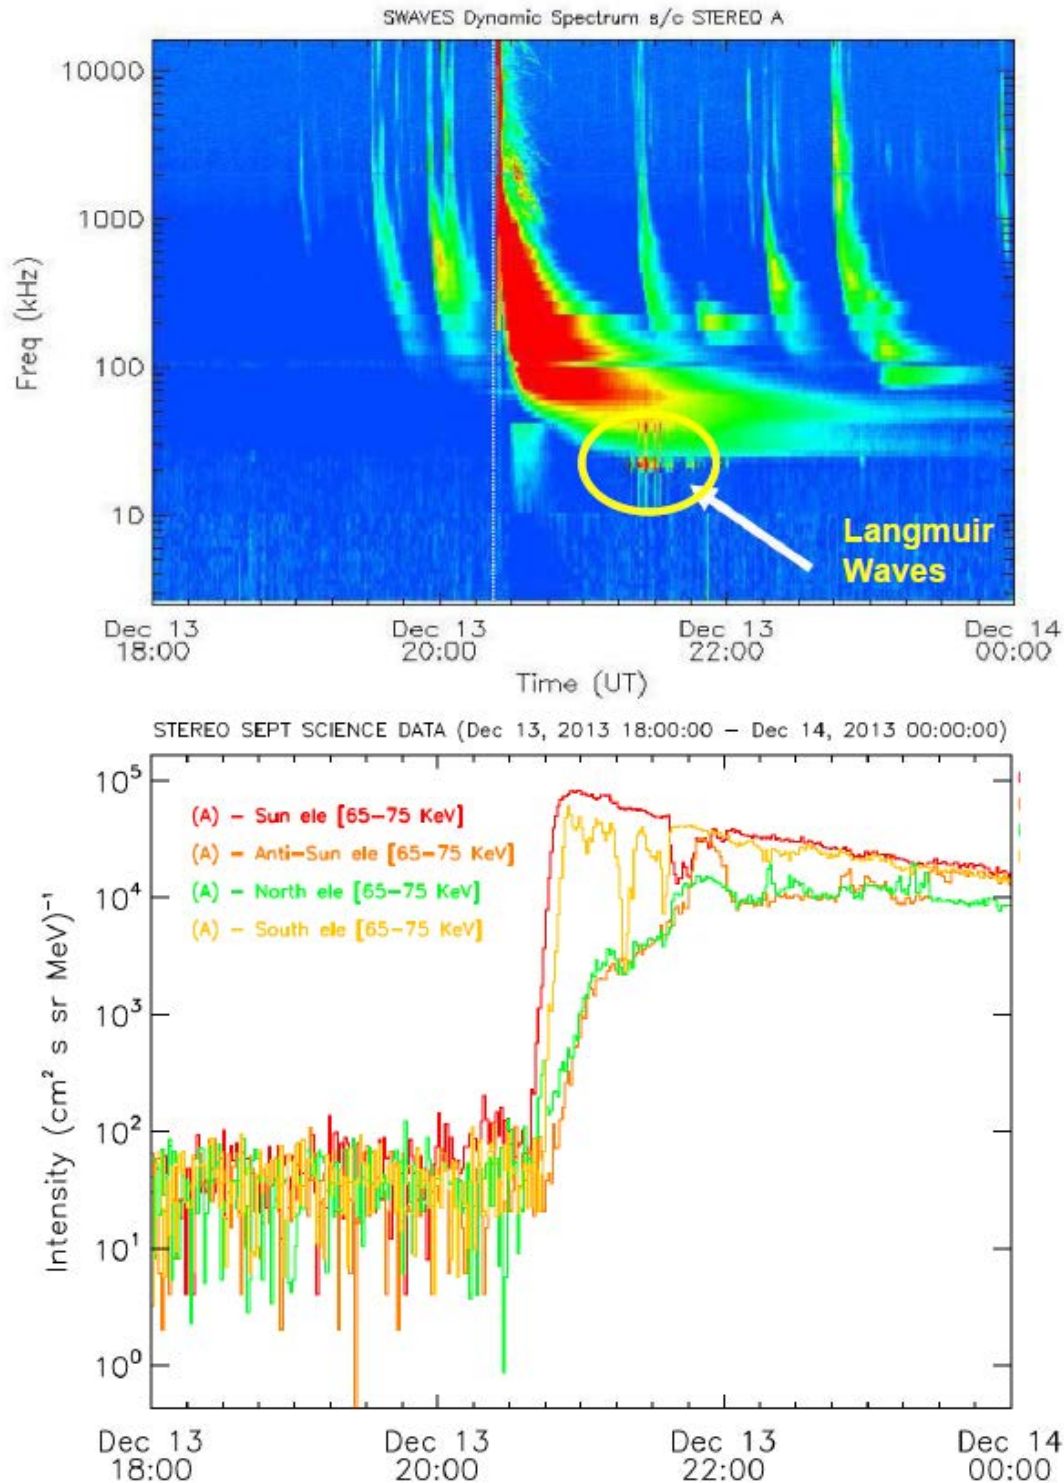 SWAVES Dynamic Spectrum s/c STEREO A
10000
1000
100
10
Freq (kHz)
Langmuir
Waves
Dec 13 Dec 13 Dec 13 Dec 14
18:00 20:00 22:00 00:00
Time (UT)
STEREO SEPT SCIENCE DATA (Dec 13, 2013 18:00:00 – Dec 14, 2013 00:00:00)
10⁵
(A) – Sun ele [65–75 KeV]
(A) – Anti–Sun ele [65–75 KeV]
10⁴
(A) – North ele [65–75 KeV]
(A) – South ele [65–75 KeV]
10³
10²
10¹
10⁰
Intensity (cm² s sr MeV)⁻¹
Dec 13 Dec 13 Dec 13 Dec 14
18:00 20:00 22:00 00:00